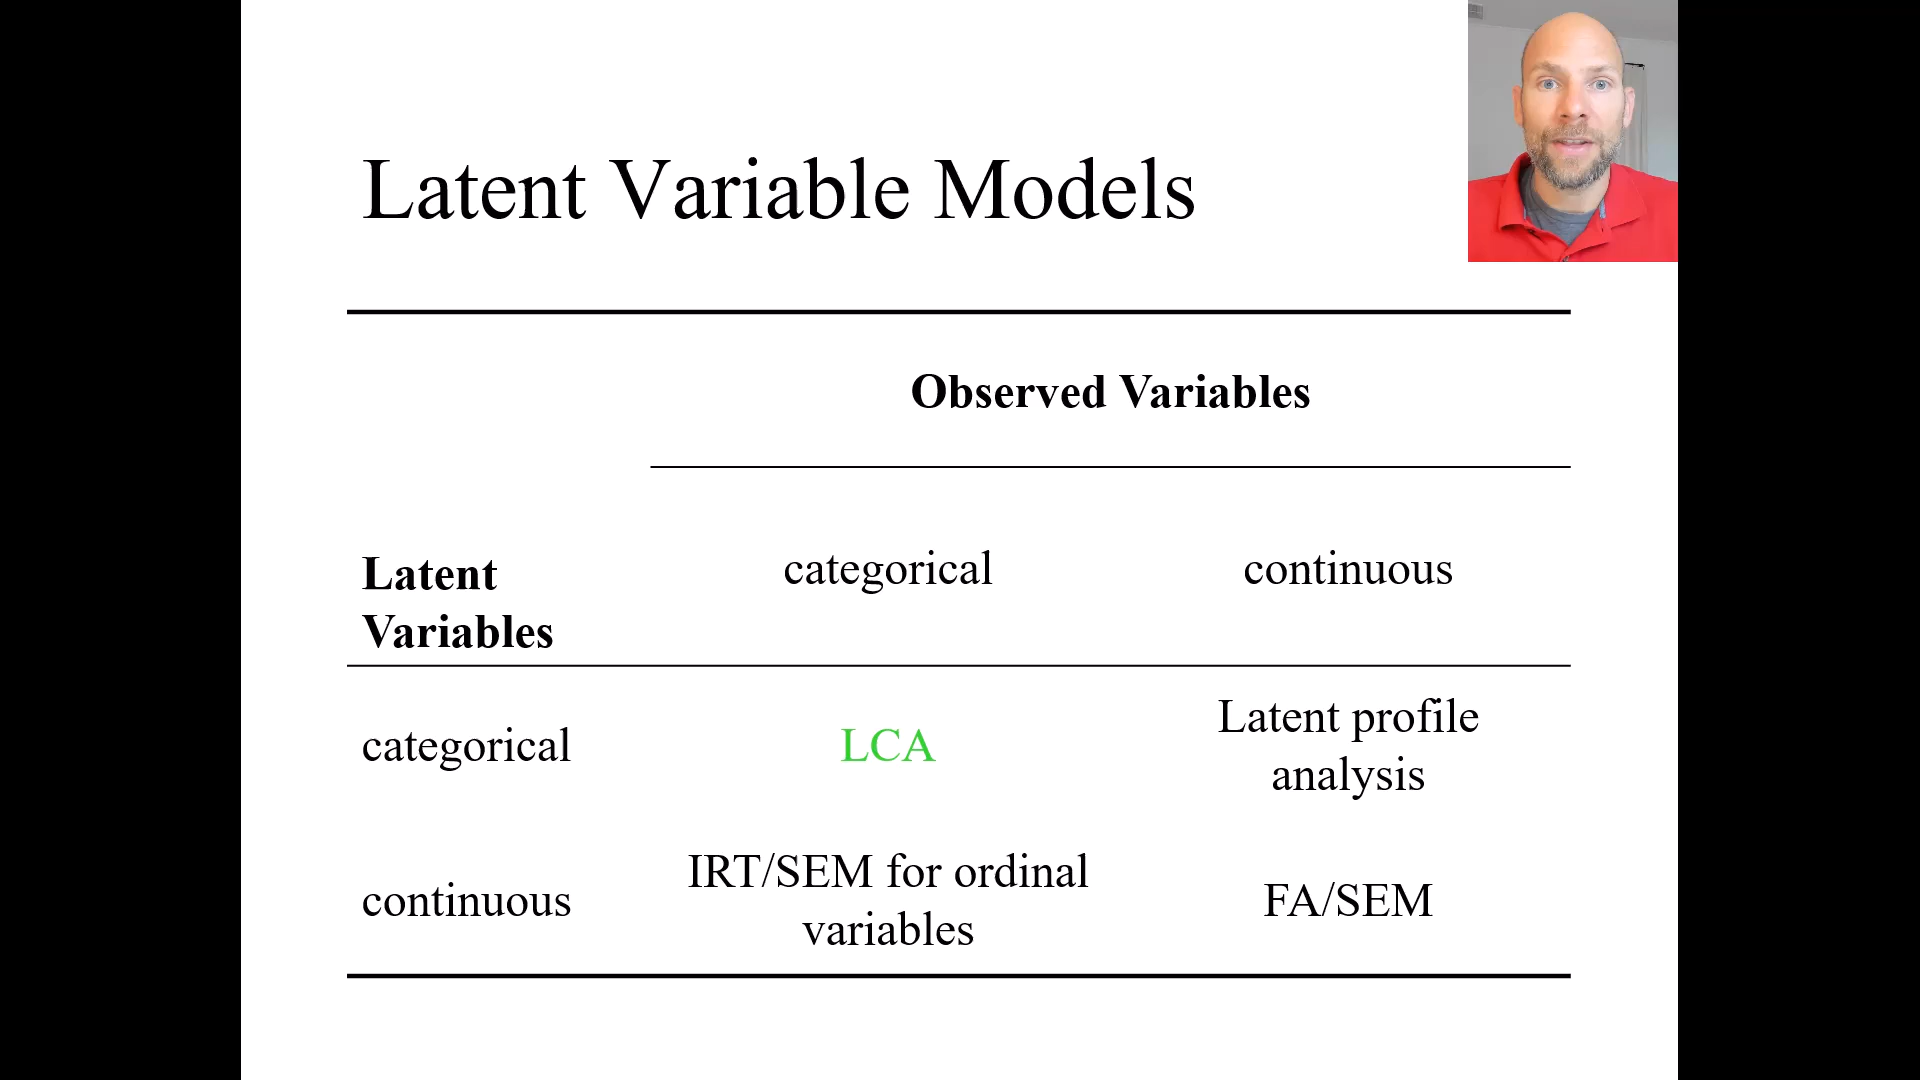 Latent Variable Models
Observed Variables
Latent
Variables
categorical
continuous
categorical
LCA
Latent profile
analysis
continuous
IRT/SEM for ordinal
variables
FA/SEM